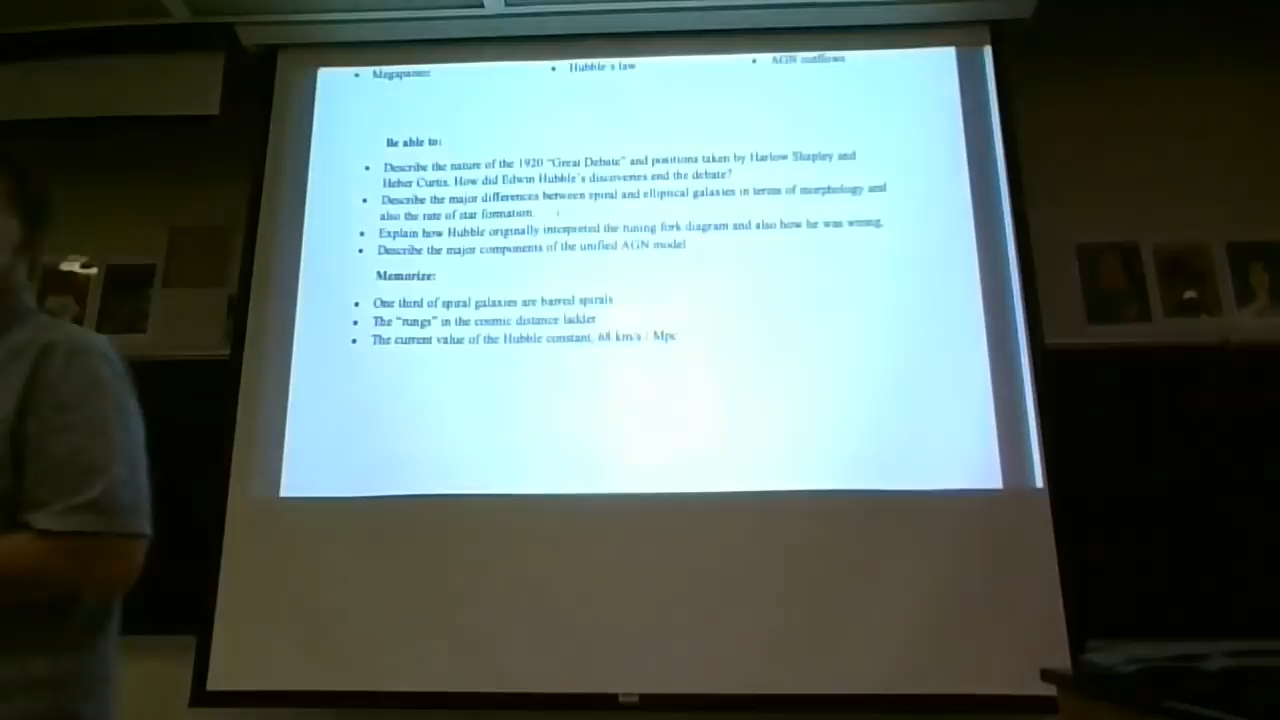 • Megaparsec • Hubble's law • AGN outflows
Be able to:
• Describe the nature of the 1920 "Great Debate" and positions taken by Harlow Shapley and
Heber Curtis. How did Edwin Hubble's discoveries end the debate?
• Describe the major differences between spiral and elliptical galaxies in terms of morphology and
also the rate of star formation.
• Explain how Hubble originally interpreted the tuning fork diagram and also how he was wrong.
• Describe the major components of the unified AGN model
Memorize:
• One third of spiral galaxies are barred spirals
• The "rungs" in the cosmic distance ladder
• The current value of the Hubble constant, 68 km/s / Mpc